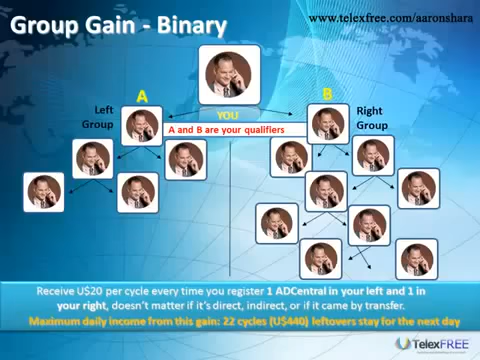 Group Gain - Binary
www.telexfree.com/aaronshara
A
B
Left
Group
YOU
Right
Group
A and B are your qualifiers
Receive U$20 per cycle every time you register 1 ADCentral in your left and 1 in
your right, doesn't matter if it's direct, indirect, or if it came by transfer.
Maximum daily income from this gain: 22 cycles (U$440) leftovers stay for the next day
TelexFREE